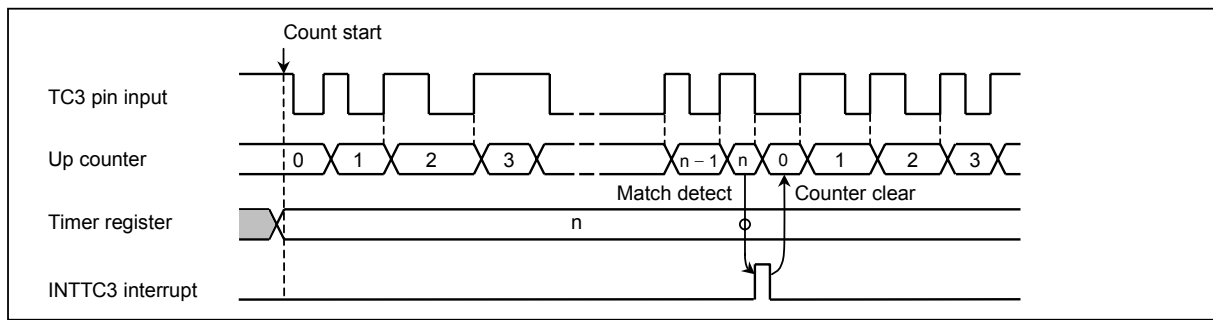 Count start
TC3 pin input
Up counter 0 1 2 3 n − 1 n 0 1 2 3
Match detect Counter clear
Timer register n
INTTC3 interrupt